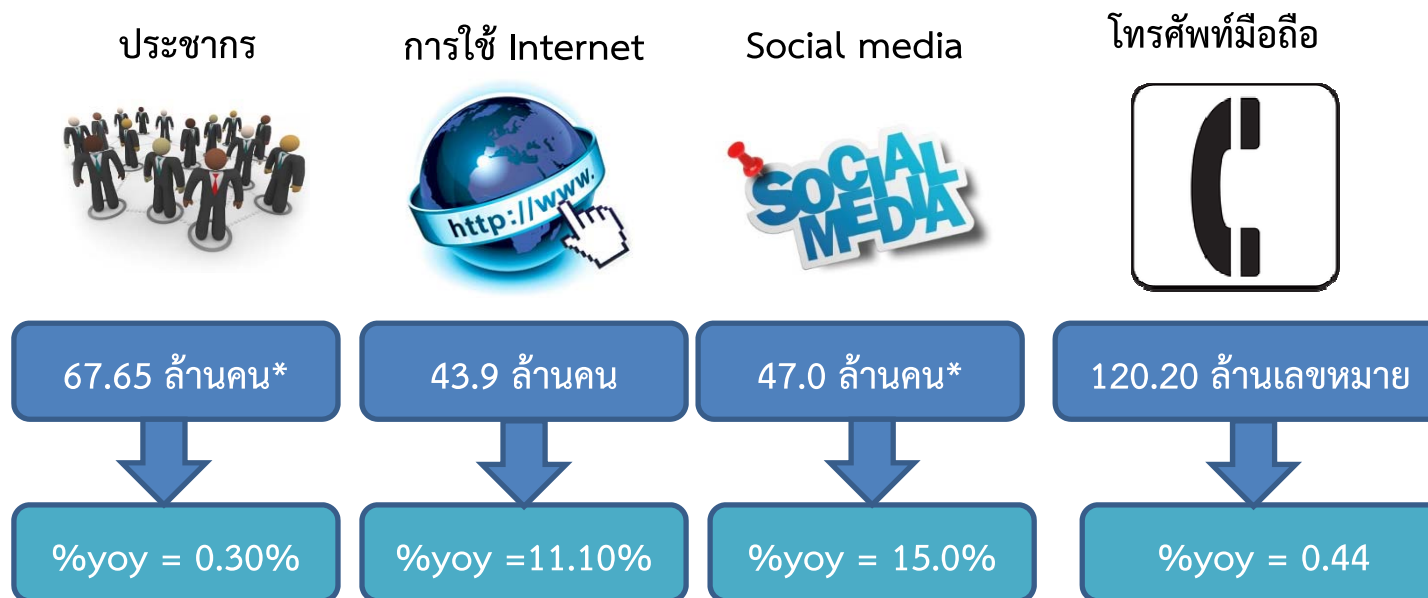 ประชากร
การใช้ Internet
Social media
โทรศัพท์มือถือ
http://www.
SOCIAL
MEDIA
67.65 ล้านคน*
43.9 ล้านคน
47.0 ล้านคน*
120.20 ล้านเลขหมาย
%yoy = 0.30%
%yoy =11.10%
%yoy = 15.0%
%yoy = 0.44